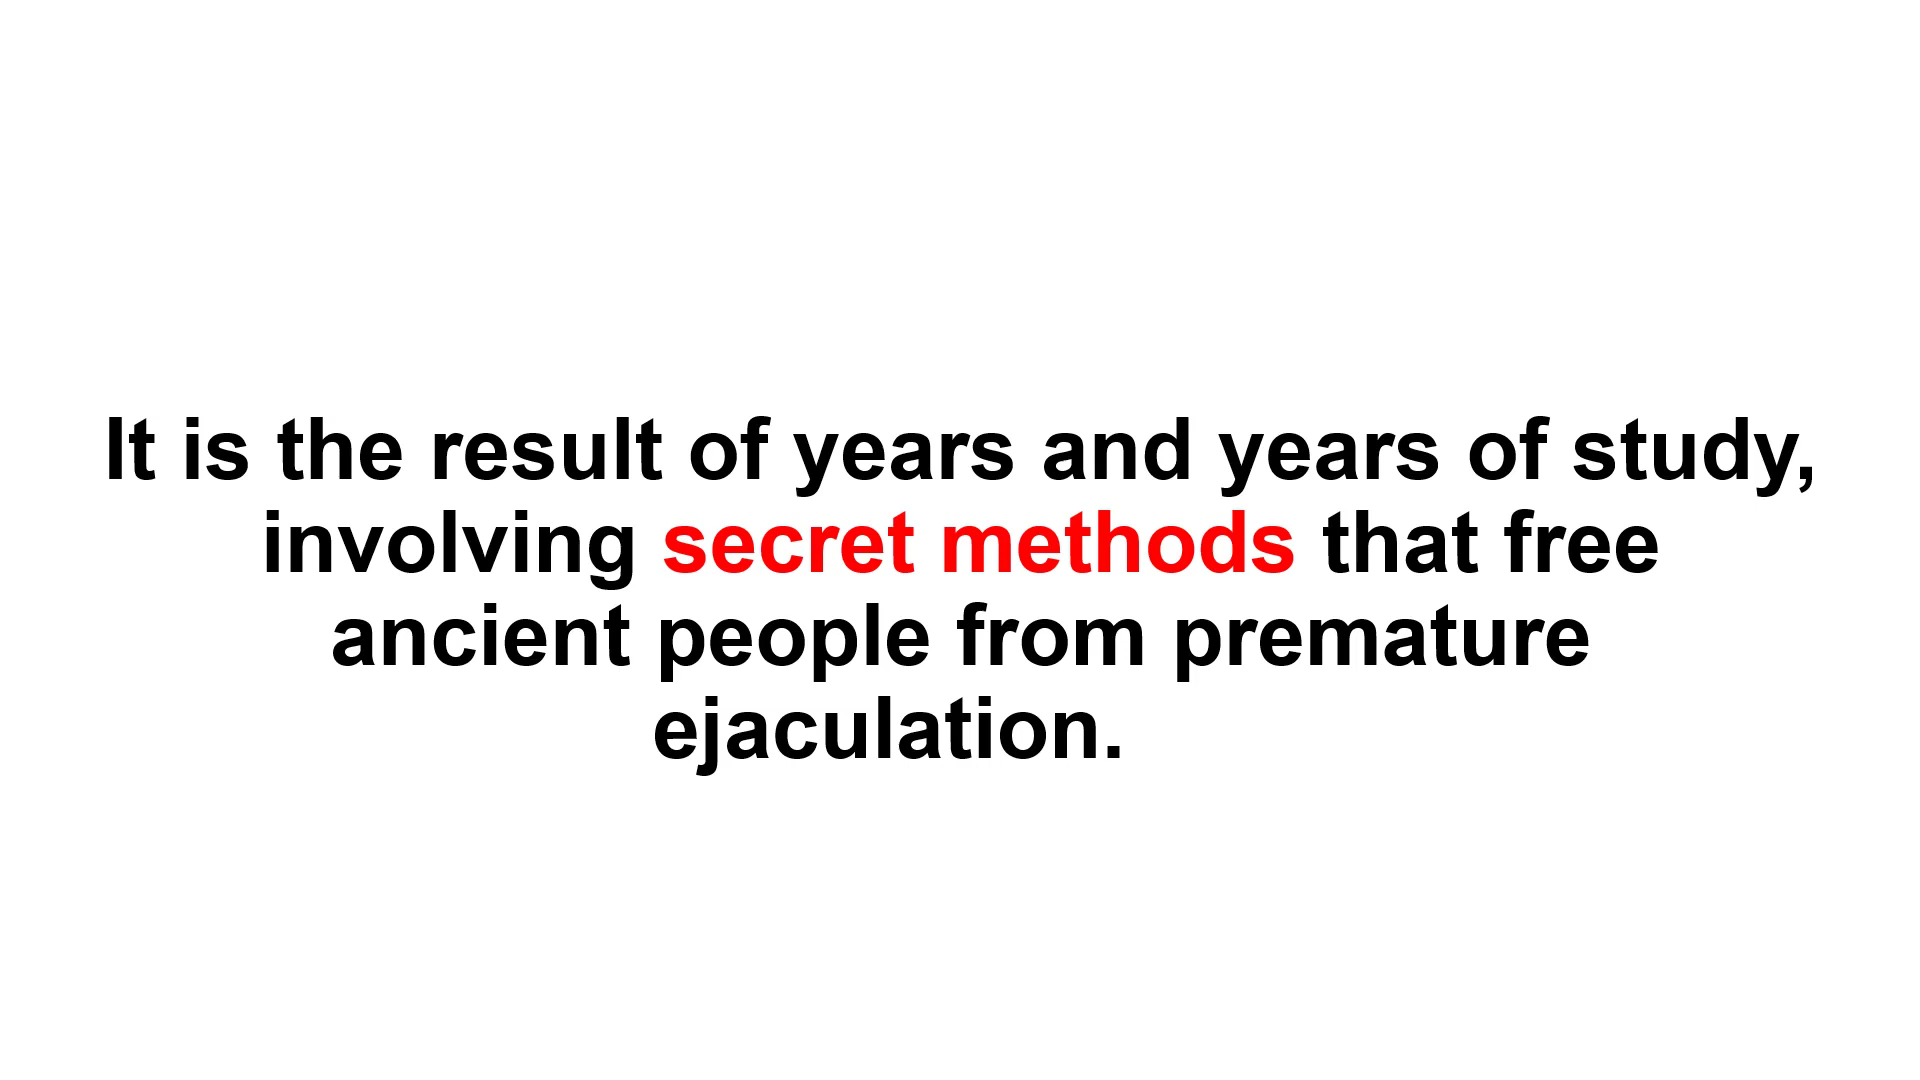 It is the result of years and years of study,
involving secret methods that free
ancient people from premature
ejaculation.